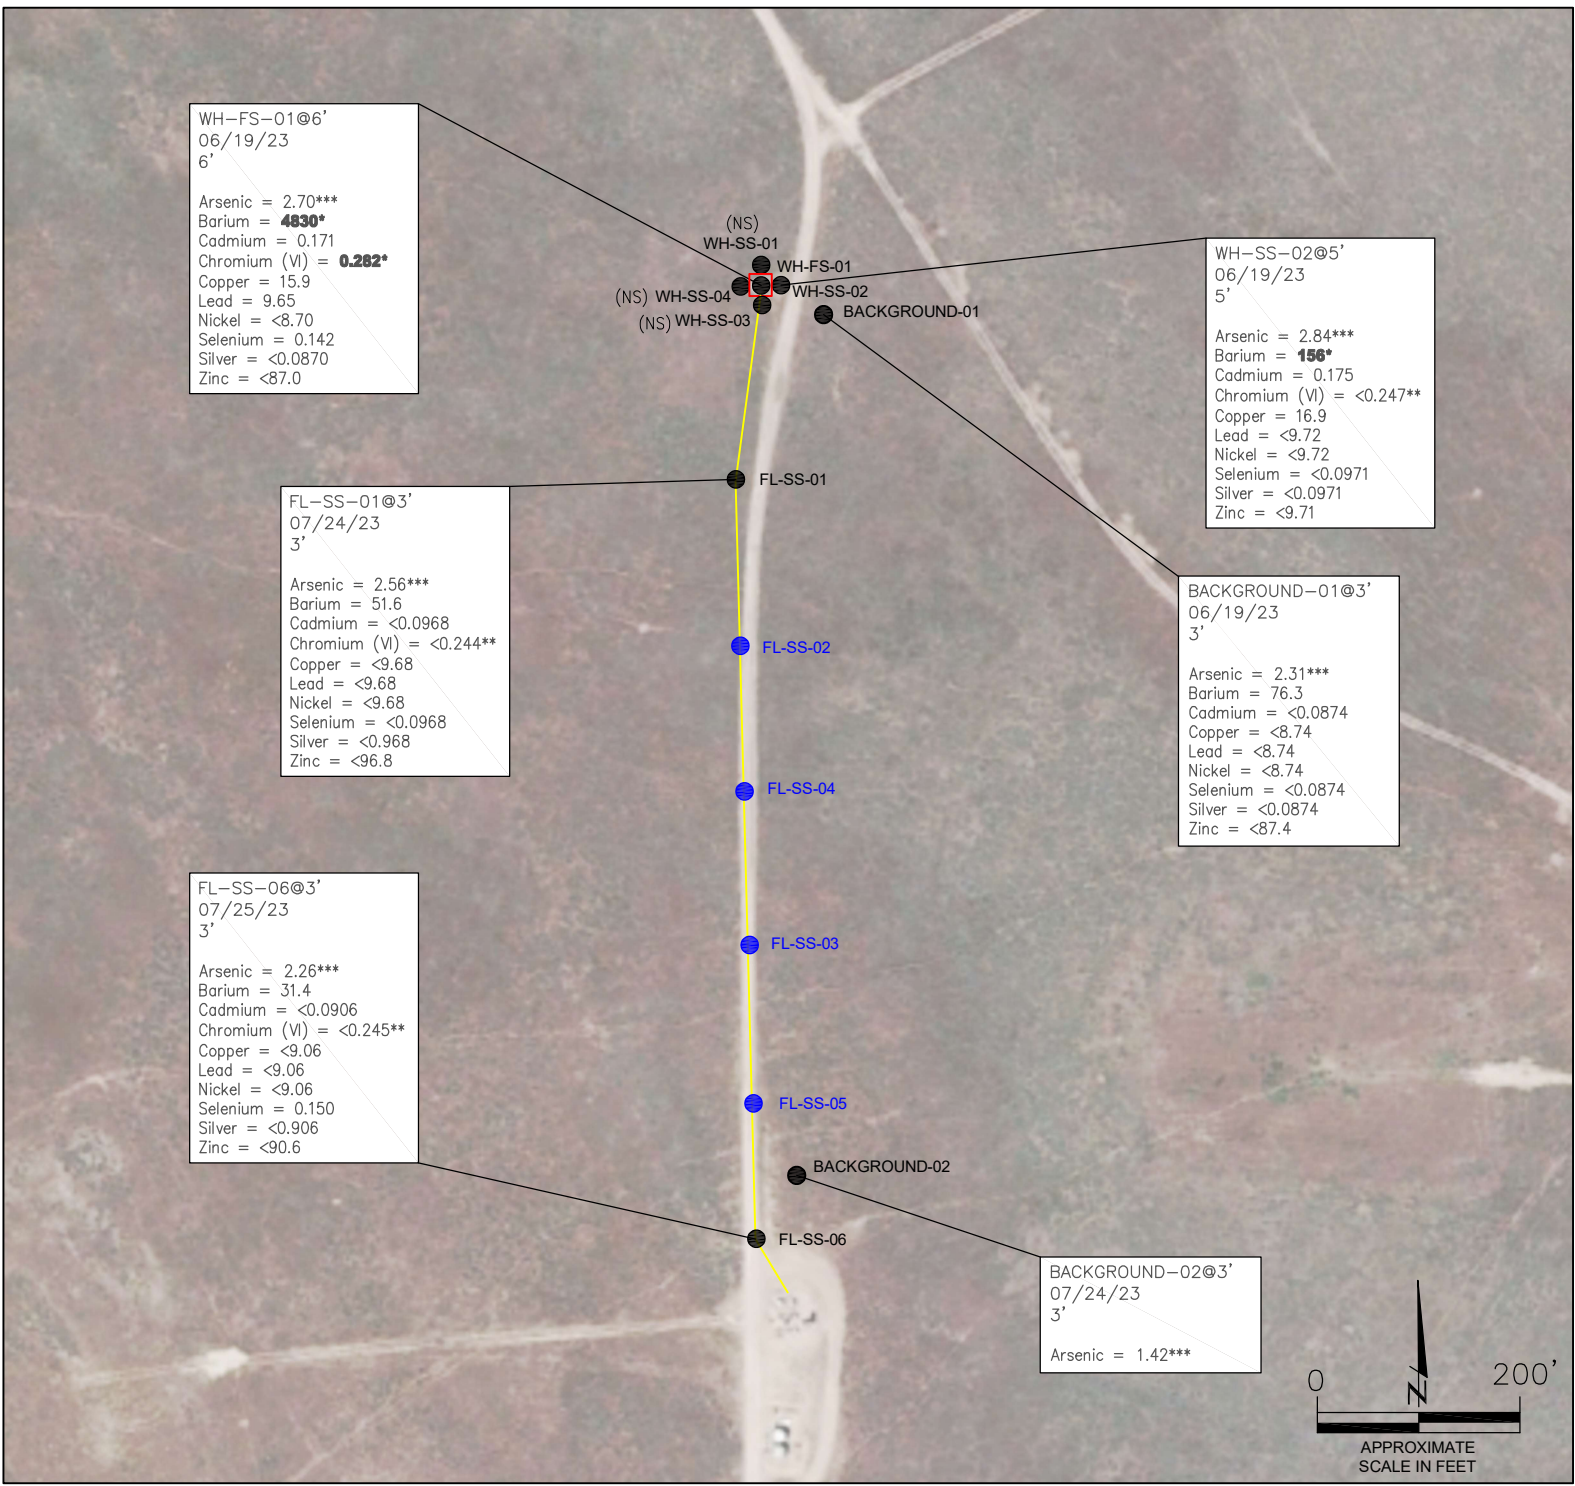 WH-FS-01@6'
06/19/23
6'
Arsenic = 2.70***
Barium = 4830*
Cadmium = 0.171
Chromium (VI) = 0.282*
Copper = 15.9
Lead = 9.65
Nickel = <8.70
Selenium = 0.142
Silver = <0.0870
Zinc = <87.0
(NS)
WH-SS-01
WH-FS-01
(NS) WH-SS-04
WH-SS-02
(NS) WH-SS-03
BACKGROUND-01
WH-SS-02@5'
06/19/23
5'
Arsenic = 2.84***
Barium = 156*
Cadmium = 0.175
Chromium (VI) = <0.247**
Copper = 16.9
Lead = <9.72
Nickel = <9.72
Selenium = <0.0971
Silver = <0.0971
Zinc = <9.71
FL-SS-01
FL-SS-01@3'
07/24/23
3'
Arsenic = 2.56***
Barium = 51.6
Cadmium = <0.0968
Chromium (VI) = <0.244**
Copper = <9.68
Lead = <9.68
Nickel = <9.68
Selenium = <0.0968
Silver = <0.968
Zinc = <96.8
BACKGROUND-01@3'
06/19/23
3'
Arsenic = 2.31***
Barium = 76.3
Cadmium = <0.0874
Copper = <8.74
Lead = <8.74
Nickel = <8.74
Selenium = <0.0874
Silver = <0.0874
Zinc = <87.4
FL-SS-02
FL-SS-04
FL-SS-03
FL-SS-06@3'
07/25/23
3'
Arsenic = 2.26***
Barium = 31.4
Cadmium = <0.0906
Chromium (VI) = <0.245**
Copper = <9.06
Lead = <9.06
Nickel = <9.06
Selenium = 0.150
Silver = <0.906
Zinc = <90.6
FL-SS-05
BACKGROUND-02
FL-SS-06
BACKGROUND-02@3'
07/24/23
3'
Arsenic = 1.42***
0 200'
N
APPROXIMATE
SCALE IN FEET